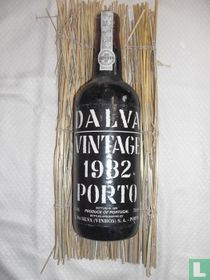 DALVA
VINTAGE
1982
PORTO
PRODUCE OF PORTUGAL